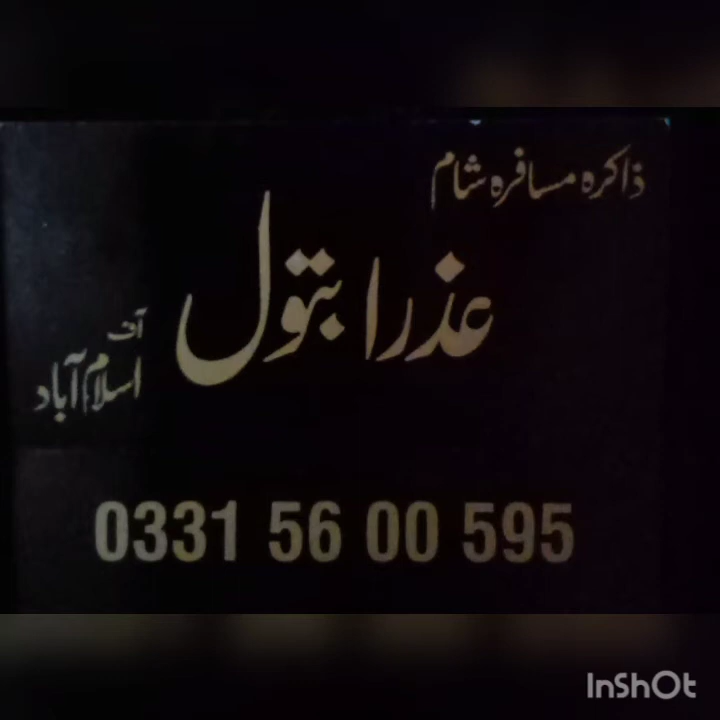 ذاکرہ مسافرہ شام
عذرا بتول
آف
اسلام آباد
0331 56 00 595
InShOt